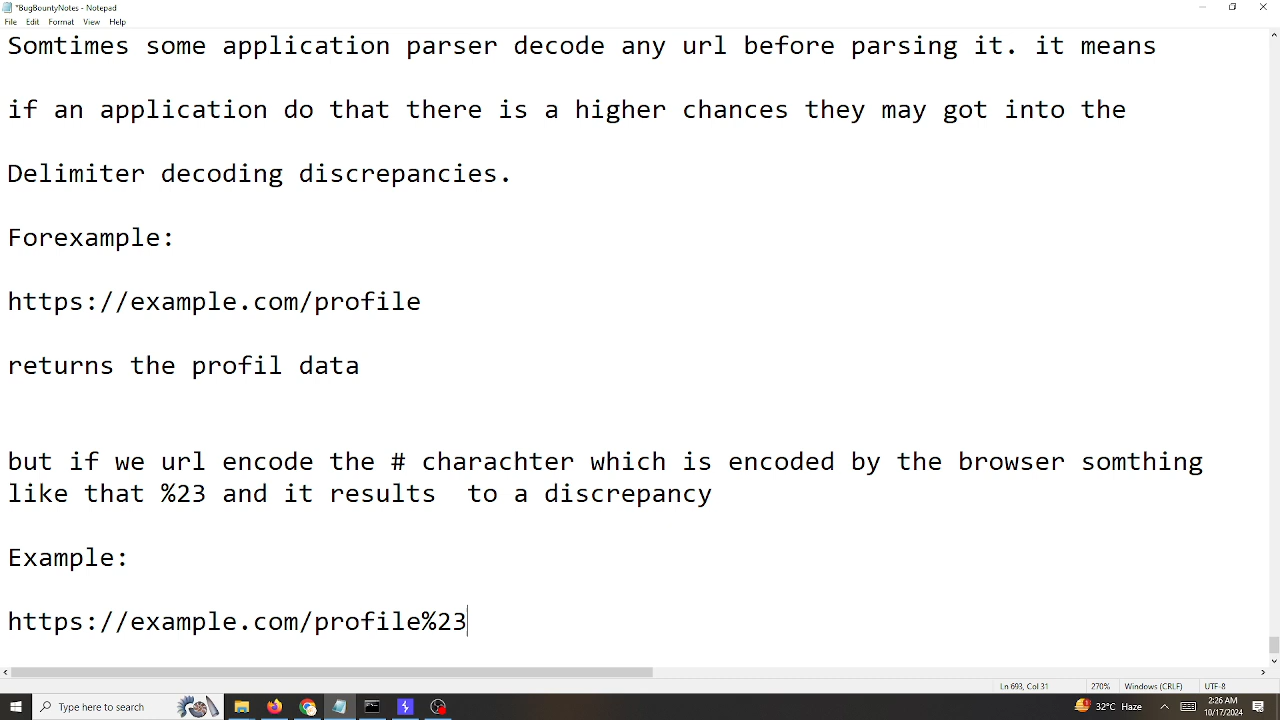 *BugBountyNotes - Notepad
File Edit Format View Help
Somtimes some application parser decode any url before parsing it. it means
if an application do that there is a higher chances they may got into the
Delimiter decoding discrepancies.
Forexample:
https://example.com/profile
returns the profil data
but if we url encode the # charachter which is encoded by the browser somthing
like that %23 and it results  to a discrepancy
Example:
https://example.com/profile%23
Ln 693, Col 31 270% Windows (CRLF) UTF-8
Type here to search 32°C Haze 2:26 AM
10/17/2024